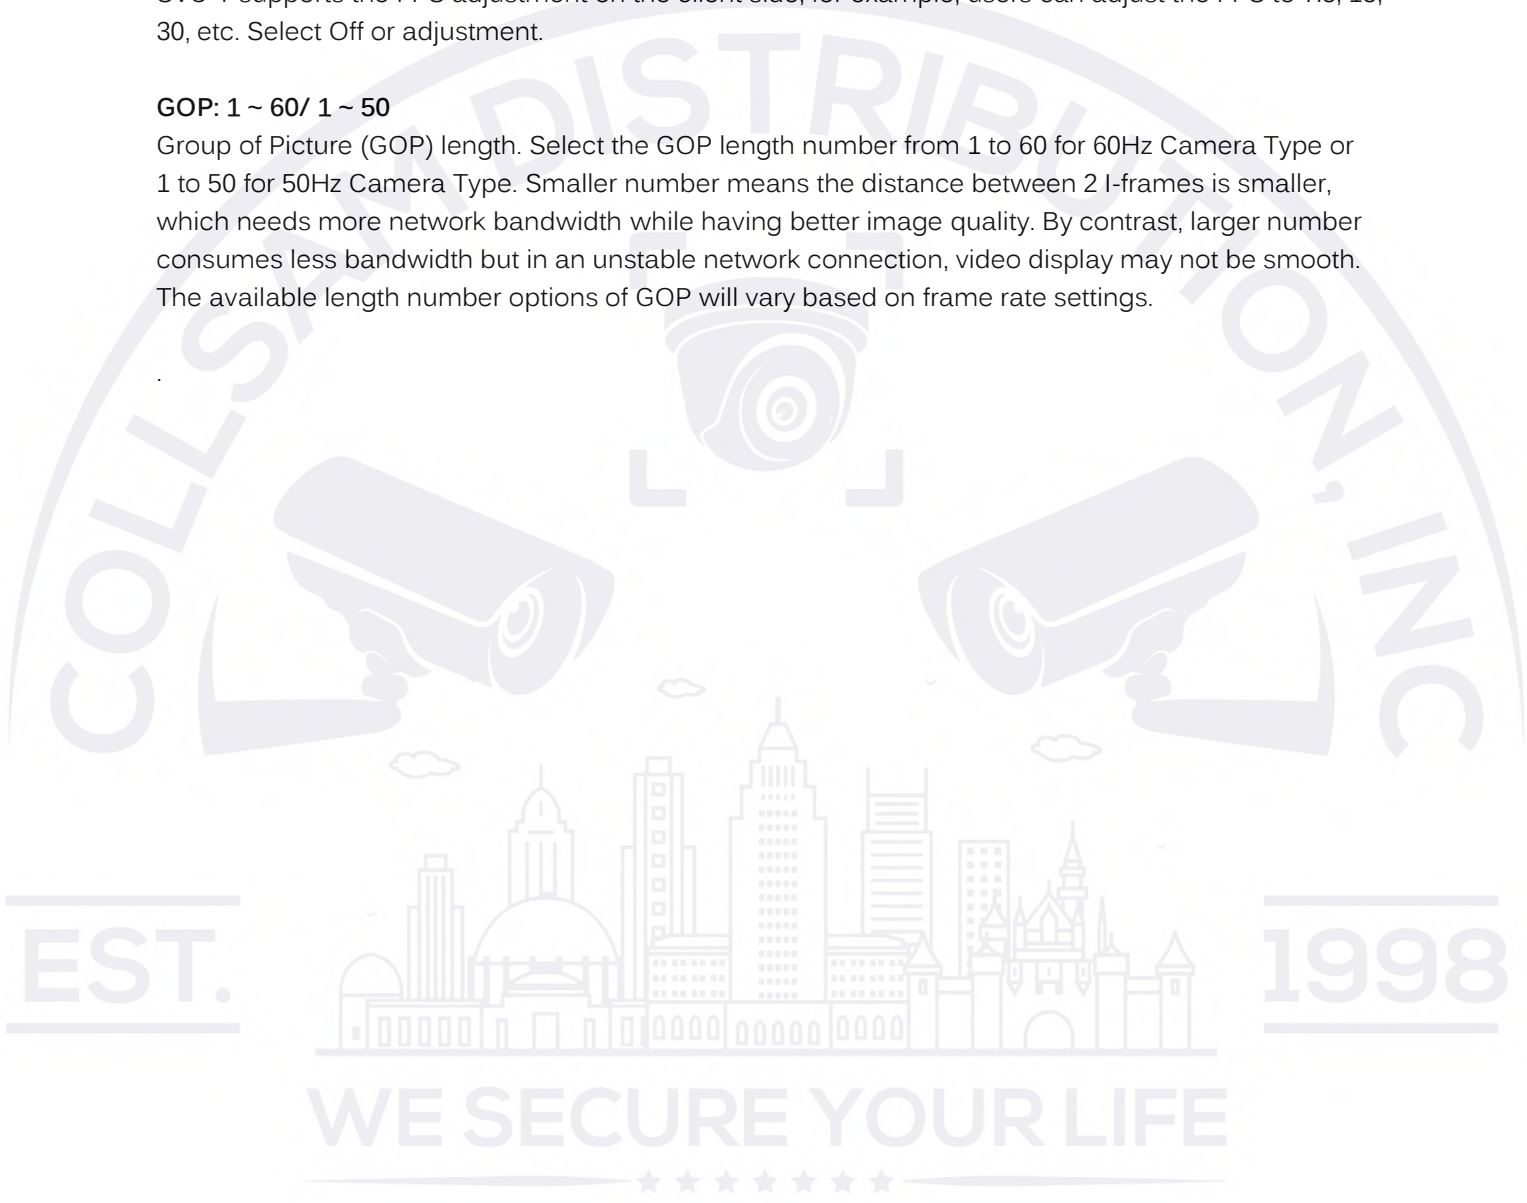 30, etc. Select Off or adjustment.
GOP: 1 ~ 60/ 1 ~ 50
Group of Picture (GOP) length. Select the GOP length number from 1 to 60 for 60Hz Camera Type or
1 to 50 for 50Hz Camera Type. Smaller number means the distance between 2 I-frames is smaller,
which needs more network bandwidth while having better image quality. By contrast, larger number
consumes less bandwidth but in an unstable network connection, video display may not be smooth.
The available length number options of GOP will vary based on frame rate settings.
.
COLLSAM DISTRIBUTION, INC
EST.
1998
WE SECURE YOUR LIFE